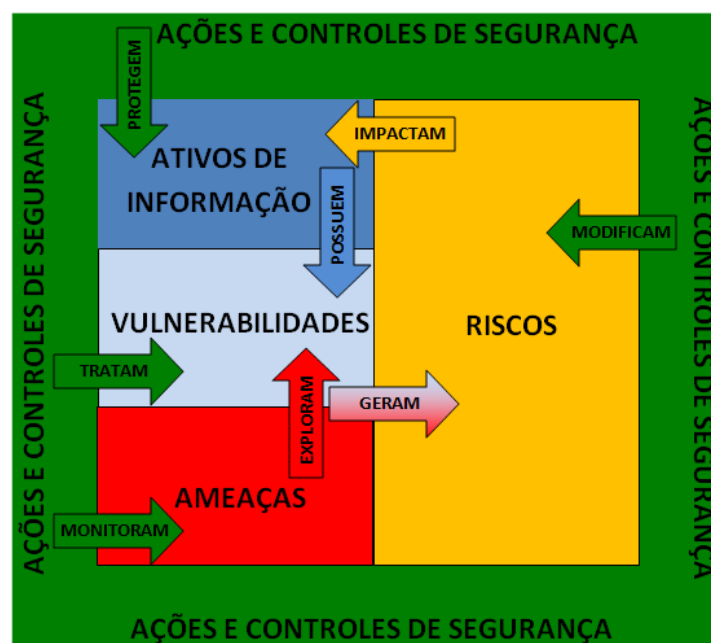 AÇÕES E CONTROLES DE SEGURANÇA
PROTEGEM
IMPACTAM
ATIVOS DE
INFORMAÇÃO
POSSUEM
MODIFICAM
VULNERABILIDADES
RISCOS
TRATAM
EXPLORAM
GERAM
AMEAÇAS
MONITORAM
AÇÕES E CONTROLES DE SEGURANÇA
AÇÕES E CONTROLES DE SEGURANÇA
AÇÕES E CONTROLES DE SEGURANÇA